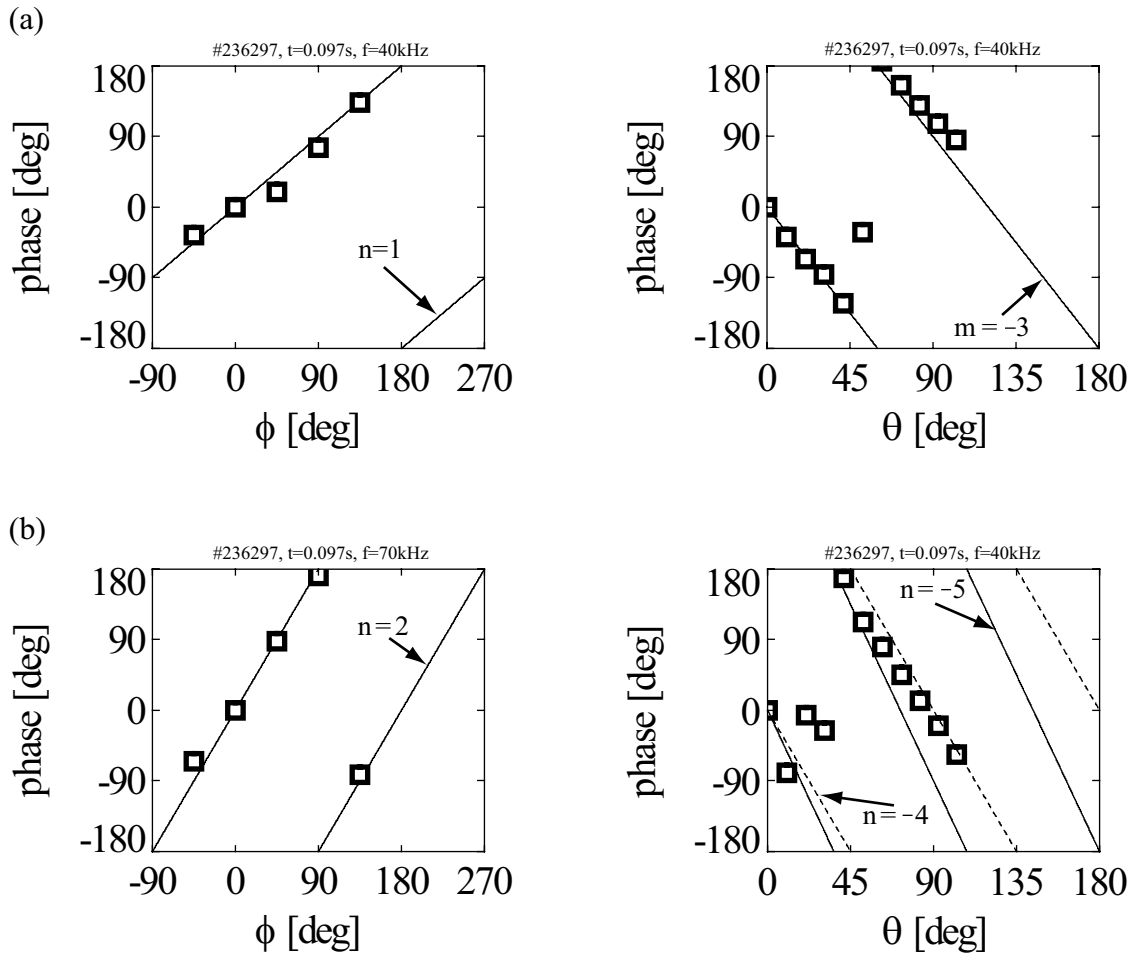 (a)
#236297, t=0.097s, f=40kHz
180
90
0
-90
-180
phase [deg]
n=1
-90 0 90 180 270
ϕ [deg]
#236297, t=0.097s, f=40kHz
180
90
0
-90
-180
phase [deg]
m = −3
0 45 90 135 180
θ [deg]
(b)
#236297, t=0.097s, f=70kHz
180
90
0
-90
-180
phase [deg]
n=2
-90 0 90 180 270
ϕ [deg]
#236297, t=0.097s, f=40kHz
180
90
0
-90
-180
phase [deg]
n = −5
n = −4
0 45 90 135 180
θ [deg]